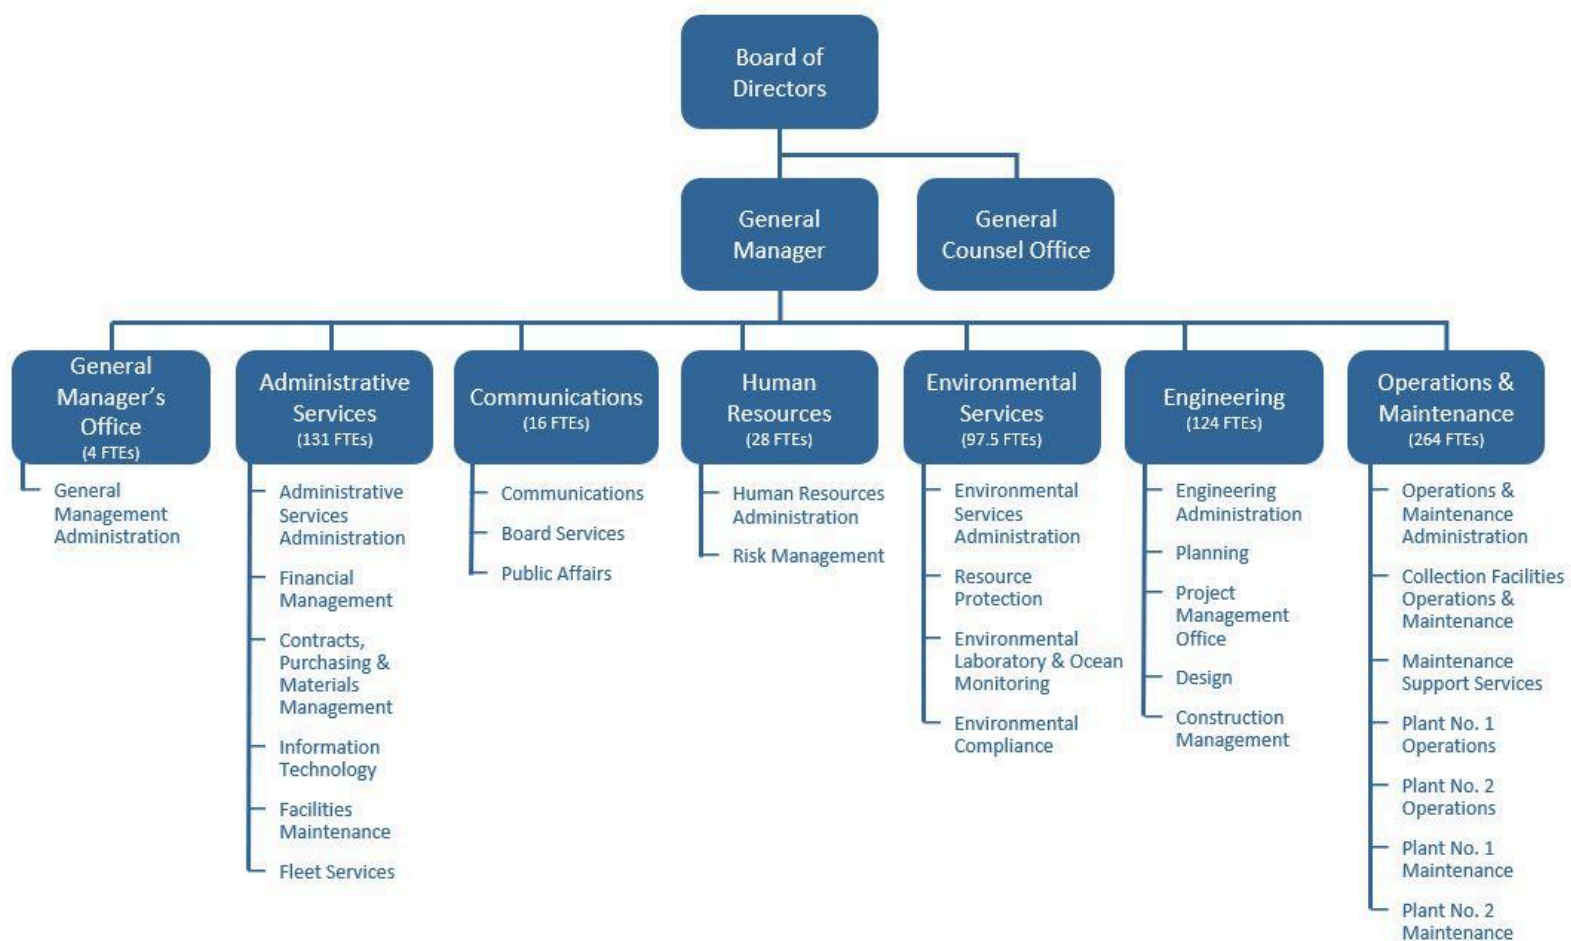 Board of
Directors
General
Manager
General
Counsel Office
General
Manager’s
Office
(4 FTEs)
General
Management
Administration
Administrative
Services
(131 FTEs)
Administrative
Services
Administration
Financial
Management
Contracts,
Purchasing &
Materials
Management
Information
Technology
Facilities
Maintenance
Fleet Services
Communications
(16 FTEs)
Communications
Board Services
Public Affairs
Human
Resources
(28 FTEs)
Human Resources
Administration
Risk Management
Environmental
Services
(97.5 FTEs)
Environmental
Services
Administration
Resource
Protection
Environmental
Laboratory & Ocean
Monitoring
Environmental
Compliance
Engineering
(124 FTEs)
Engineering
Administration
Planning
Project
Management
Office
Design
Construction
Management
Operations &
Maintenance
(264 FTEs)
Operations &
Maintenance
Administration
Collection Facilities
Operations &
Maintenance
Maintenance
Support Services
Plant No. 1
Operations
Plant No. 2
Operations
Plant No. 1
Maintenance
Plant No. 2
Maintenance